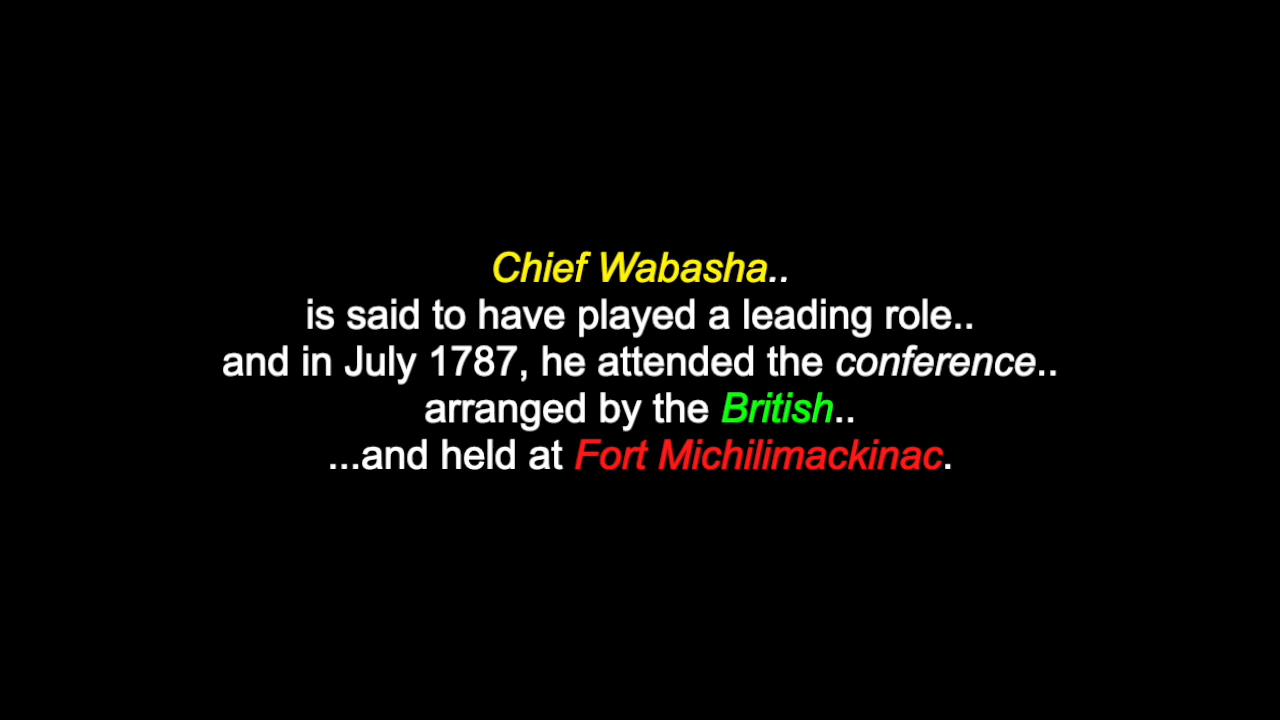 Chief Wabasha..
is said to have played a leading role..
and in July 1787, he attended the conference..
arranged by the British..
...and held at Fort Michilimackinac.